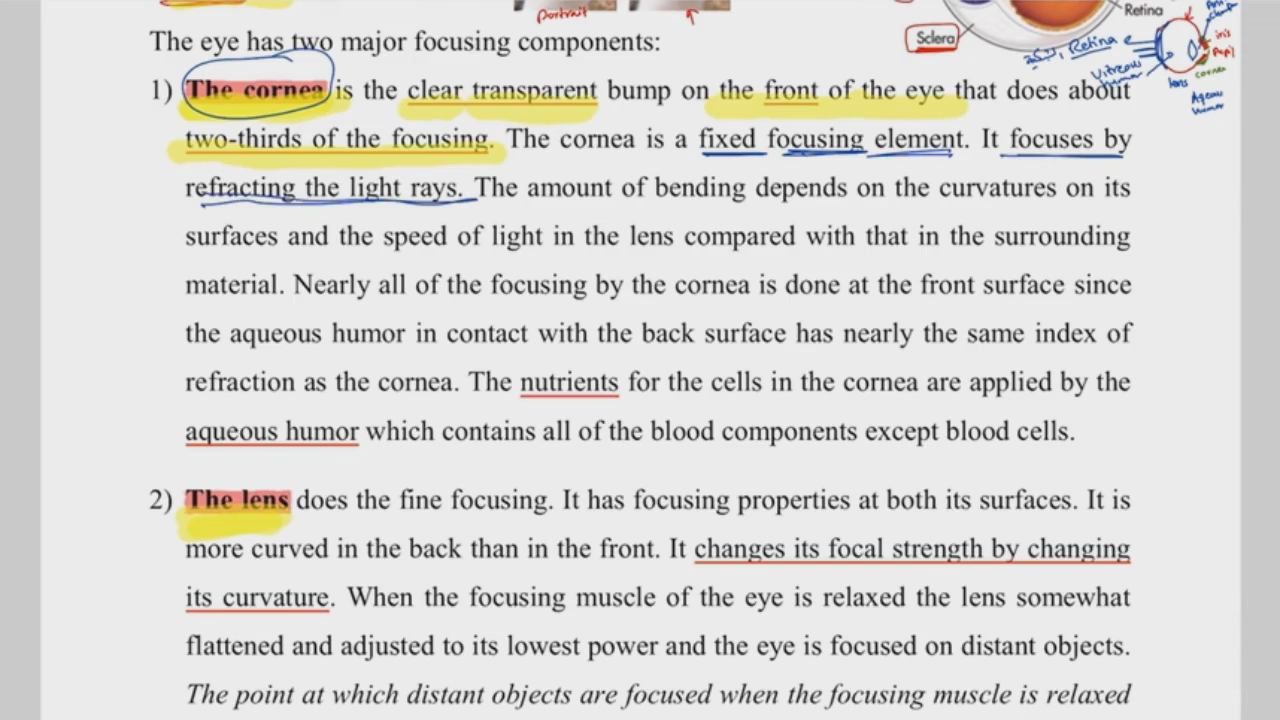 portrait
Retina
Sclera
Retina
iris
Vitreous
humor
lens
cornea
Aqeous
humor
The eye has two major focusing components:
1) The cornea is the clear transparent bump on the front of the eye that does about
two-thirds of the focusing. The cornea is a fixed focusing element. It focuses by
refracting the light rays. The amount of bending depends on the curvatures on its
surfaces and the speed of light in the lens compared with that in the surrounding
material. Nearly all of the focusing by the cornea is done at the front surface since
the aqueous humor in contact with the back surface has nearly the same index of
refraction as the cornea. The nutrients for the cells in the cornea are applied by the
aqueous humor which contains all of the blood components except blood cells.
2) The lens does the fine focusing. It has focusing properties at both its surfaces. It is
more curved in the back than in the front. It changes its focal strength by changing
its curvature. When the focusing muscle of the eye is relaxed the lens somewhat
flattened and adjusted to its lowest power and the eye is focused on distant objects.
The point at which distant objects are focused when the focusing muscle is relaxed